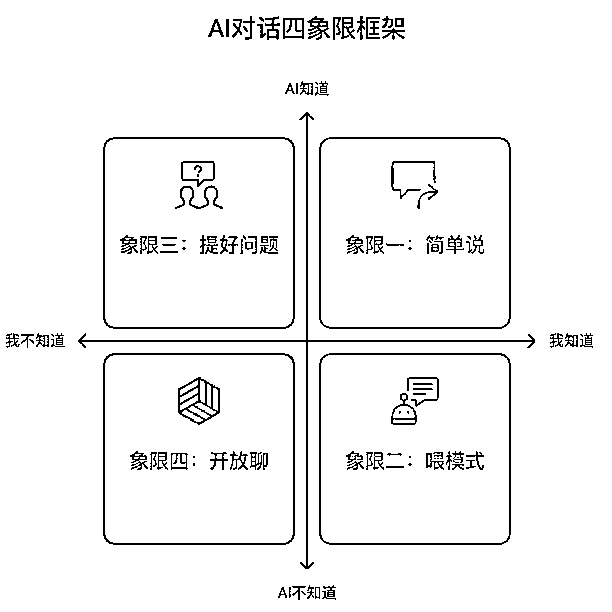 AI对话四象限框架
AI知道
?
象限三：提好问题
象限一：简单说
我不知道
我知道
象限四：开放聊
象限二：喂模式
AI不知道